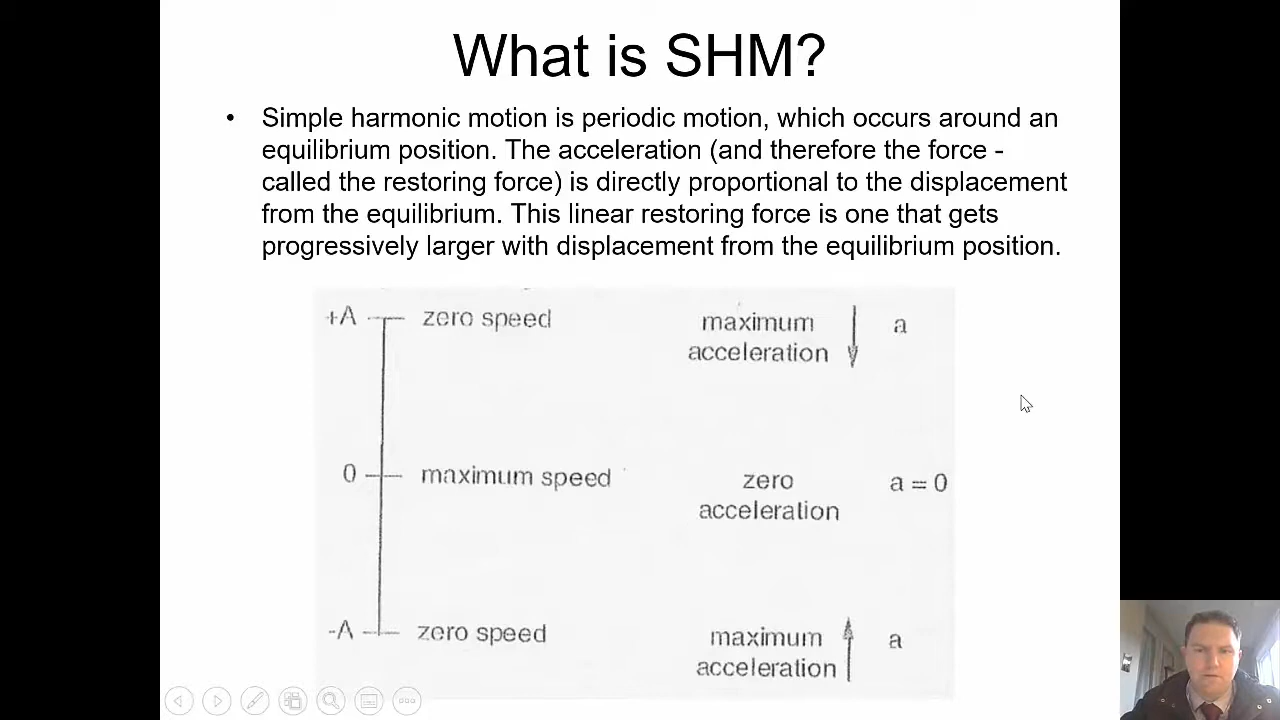 What is SHM?
• Simple harmonic motion is periodic motion, which occurs around an
equilibrium position. The acceleration (and therefore the force -
called the restoring force) is directly proportional to the displacement
from the equilibrium. This linear restoring force is one that gets
progressively larger with displacement from the equilibrium position.
+A zero speed maximum a
acceleration
0 maximum speed zero a = 0
acceleration
-A zero speed maximum a
acceleration